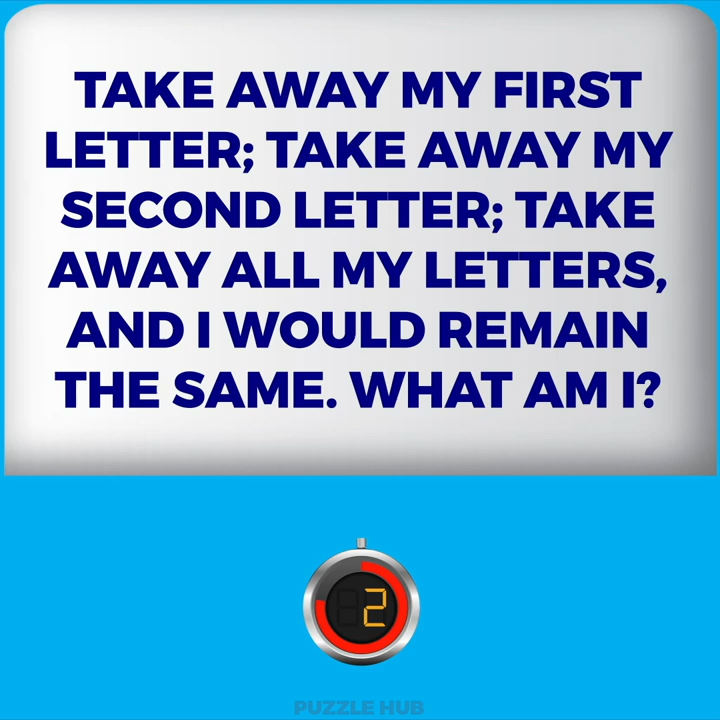 TAKE AWAY MY FIRST
LETTER; TAKE AWAY MY
SECOND LETTER; TAKE
AWAY ALL MY LETTERS,
AND I WOULD REMAIN
THE SAME. WHAT AM I?
2
PUZZLE HUB